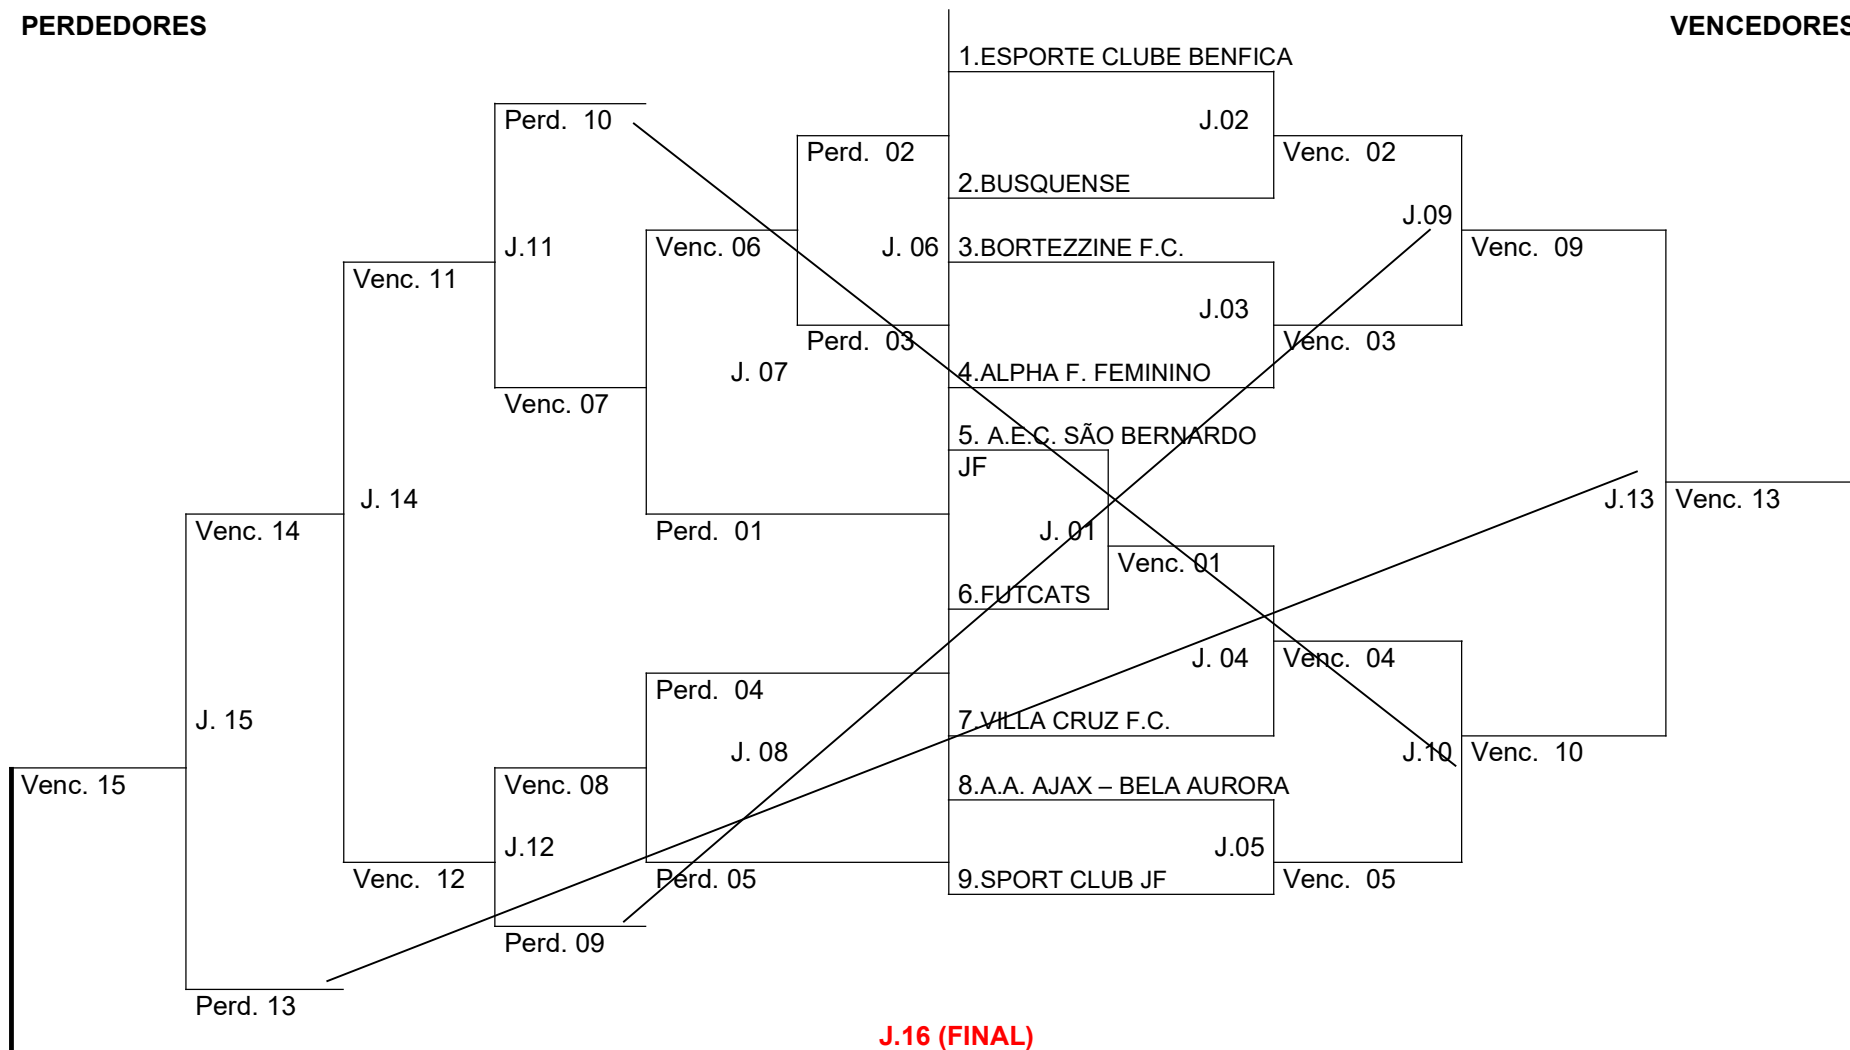 PERDEDORES
VENCEDORES
1.ESPORTE CLUBE BENFICA
Perd. 10
J.02
Perd. 02
Venc. 02
2.BUSQUENSE
J.09
J.11
Venc. 06
J. 06
3.BORTEZZINE F.C.
Venc. 09
Venc. 11
J.03
Perd. 03
Venc. 03
J. 07
4.ALPHA F. FEMININO
Venc. 07
5. A.E.C. SÃO BERNARDO
JF
J. 14
J.13
Venc. 13
Venc. 14
Perd. 01
J. 01
Venc. 01
6.FUTCATS
J. 04
Venc. 04
Perd. 04
J. 15
7.VILLA CRUZ F.C.
J. 08
J.10
Venc. 10
Venc. 15
Venc. 08
8.A.A. AJAX – BELA AURORA
J.12
J.05
Venc. 12
Perd. 05
9.SPORT CLUB JF
Venc. 05
Perd. 09
Perd. 13
J.16 (FINAL)